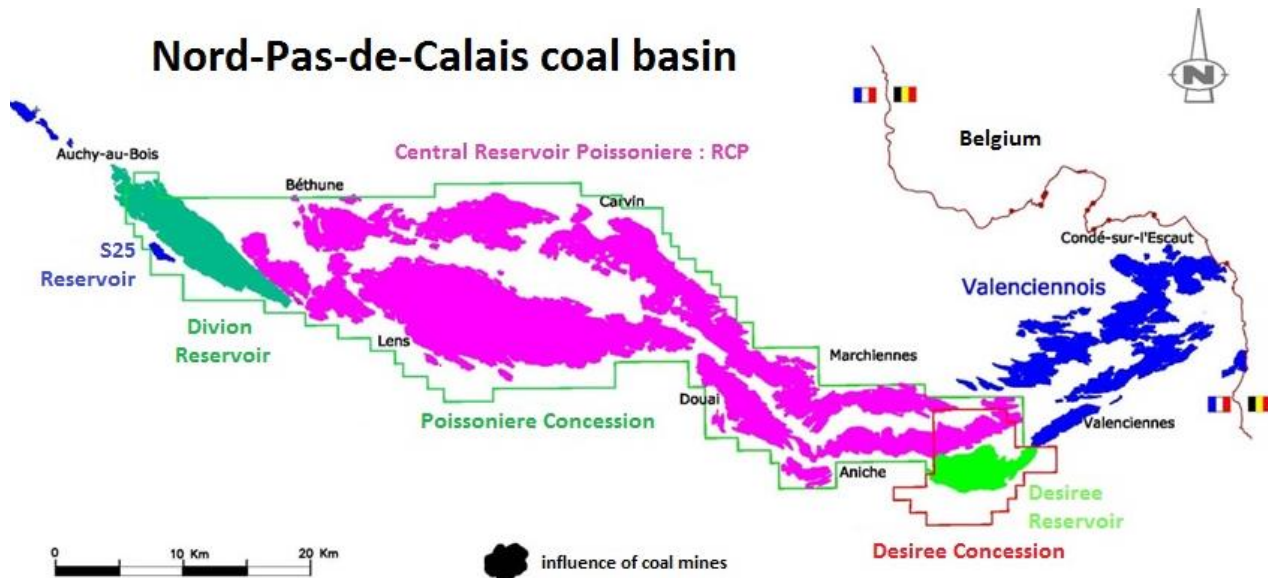 Nord-Pas-de-Calais coal basin
N
Belgium
Auchy-au-Bois
Central Reservoir Poissoniere : RCP
Béthune
Carvin
Condé-sur-l'Escaut
S25
Reservoir
Valenciennois
Divion
Reservoir
Lens
Marchiennes
Douai
Poissoniere Concession
Valenciennes
Aniche
Desiree
Reservoir
Desiree Concession
0 10 Km 20 Km
influence of coal mines